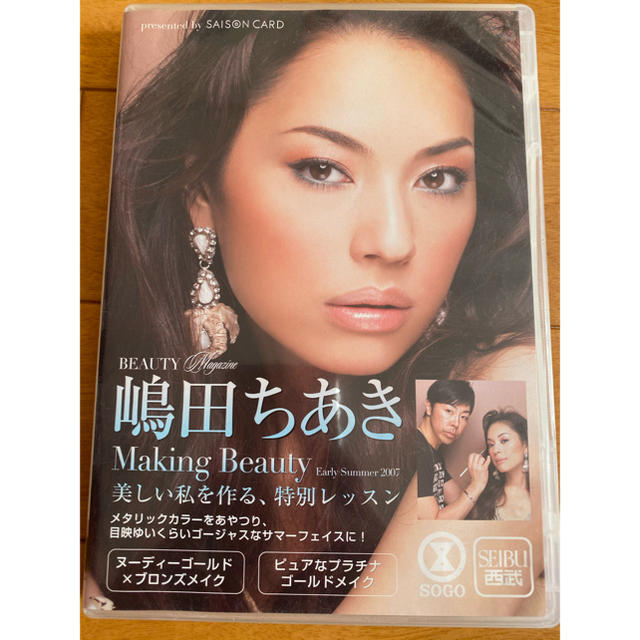 presented by SAISON CARD
BEAUTY Magazine
嶋田ちあき
Making Beauty Early Summer 2007
美しい私を作る、特別レッスン
メタリックカラーをあやつり、
目映ゆいくらいゴージャスなサマーフェイスに！
ヌーディーゴールド
×ブロンズメイク
ピュアなプラチナ
ゴールドメイク
SOGO
SEIBU
西武